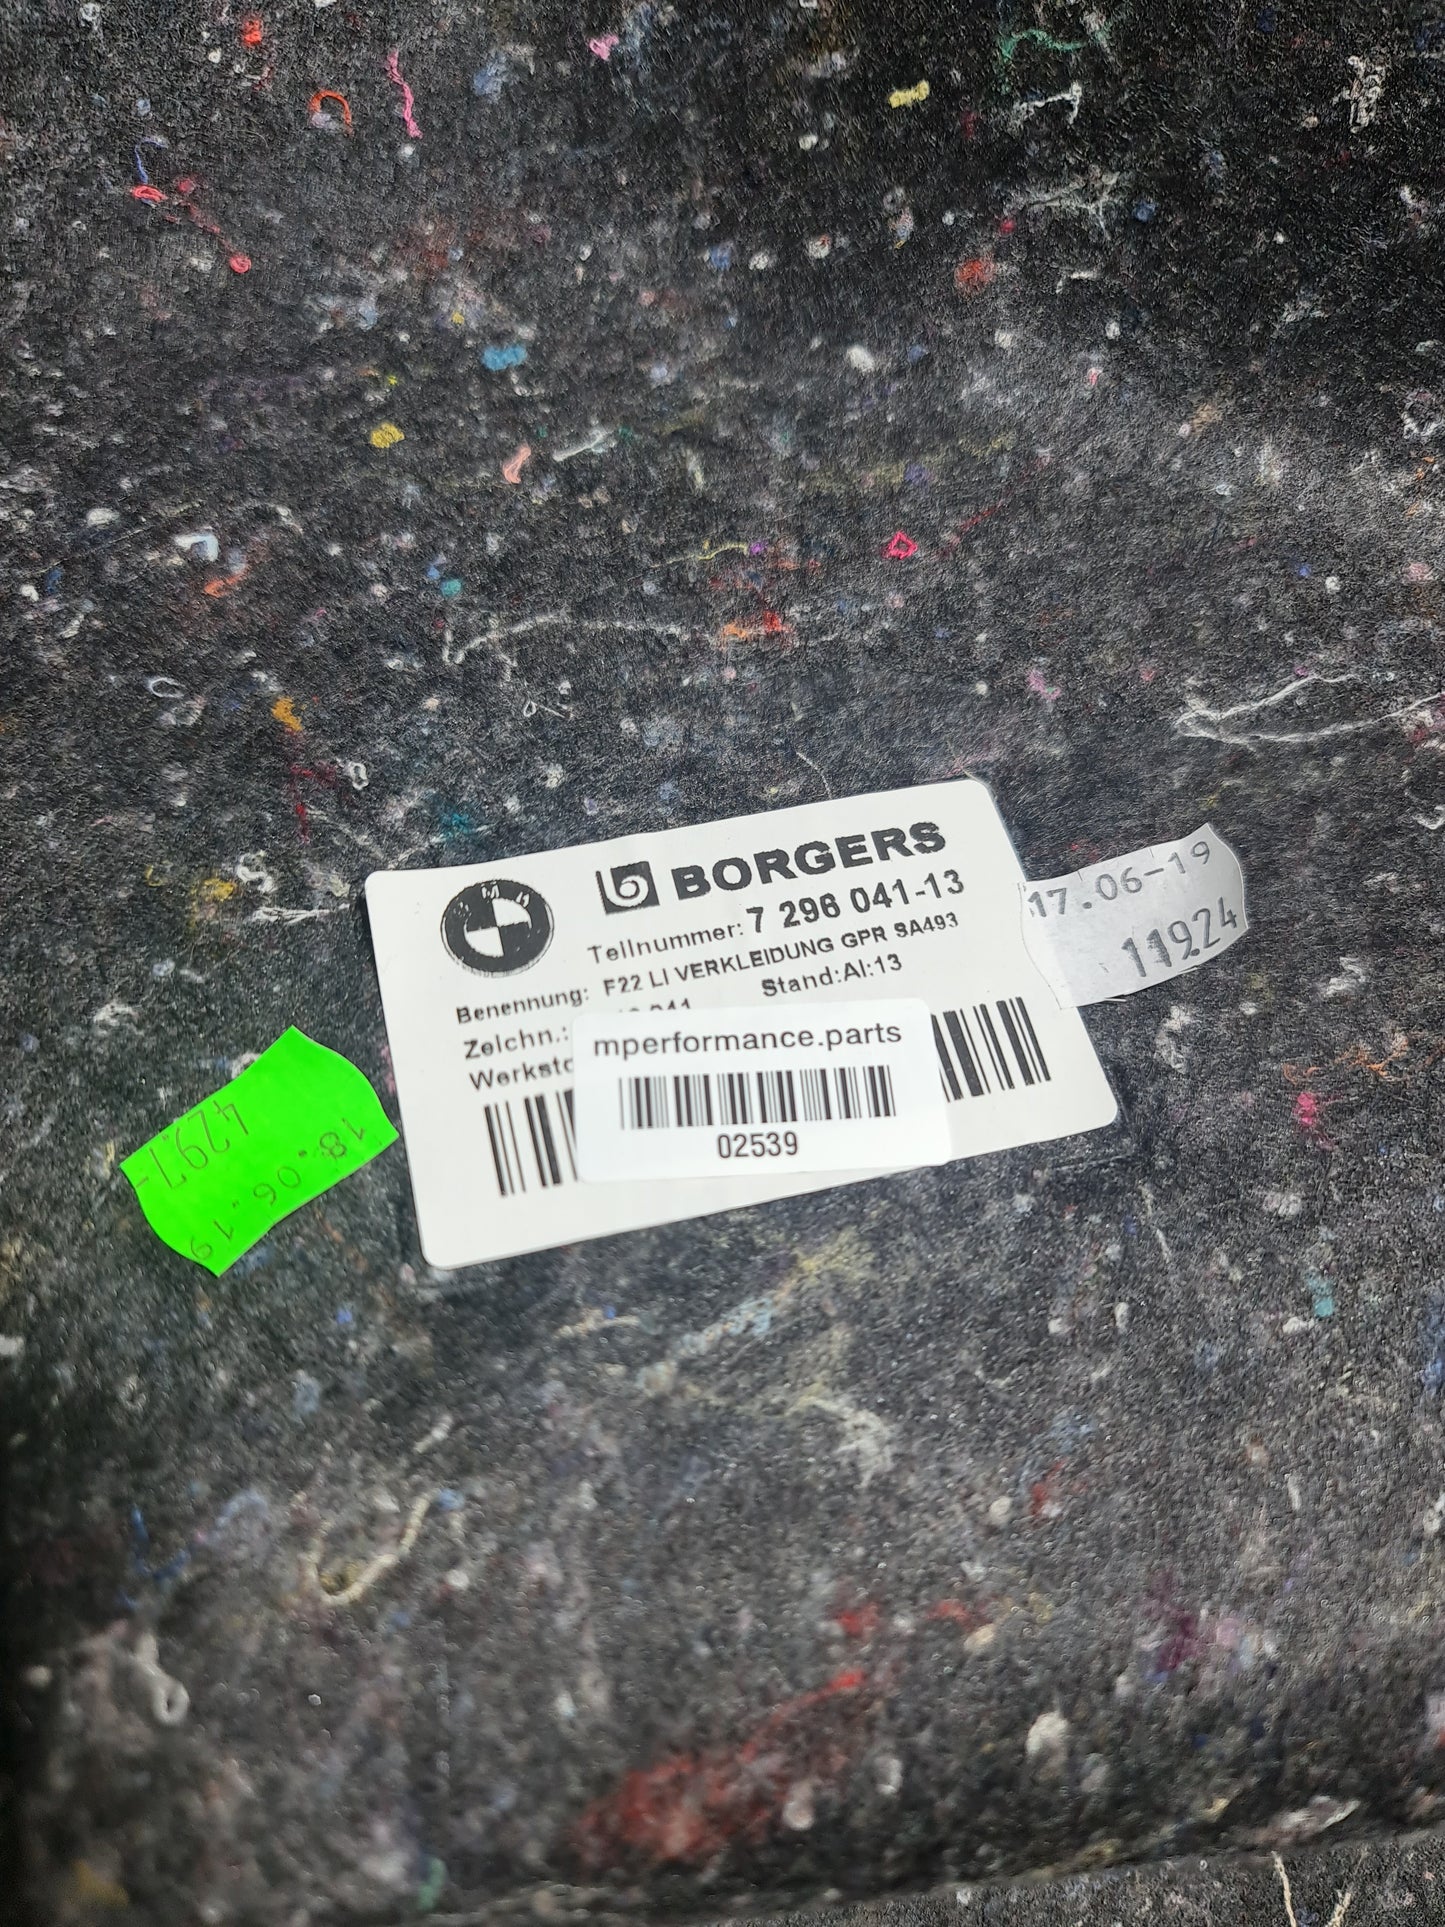 BMW
BORGERS
Teilnummer: 7 296 041-13
Benennung: F22 LI VERKLEIDUNG GPR SA493
Zeichn.: Stand:AI:13
mperformance.parts
02539
17.06-19
11924
4297-
18.06.19